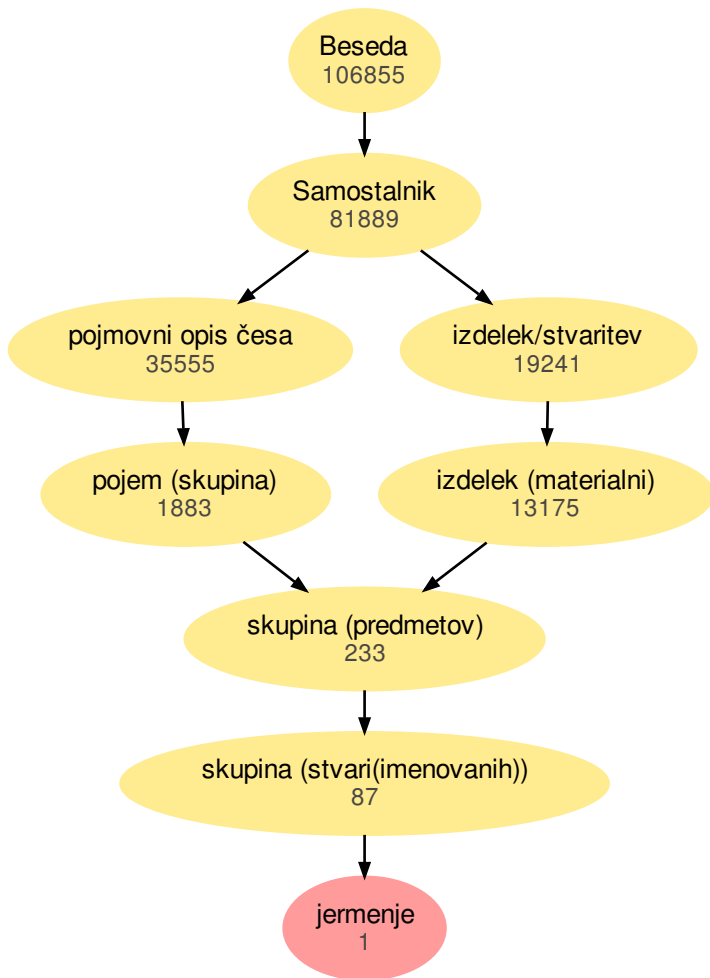 Beseda
106855
Samostalnik
81889
pojmovni opis česa
35555
izdelek/stvaritev
19241
pojem (skupina)
1883
izdelek (materialni)
13175
skupina (predmetov)
233
skupina (stvari(imenovanih))
87
jermenje
1